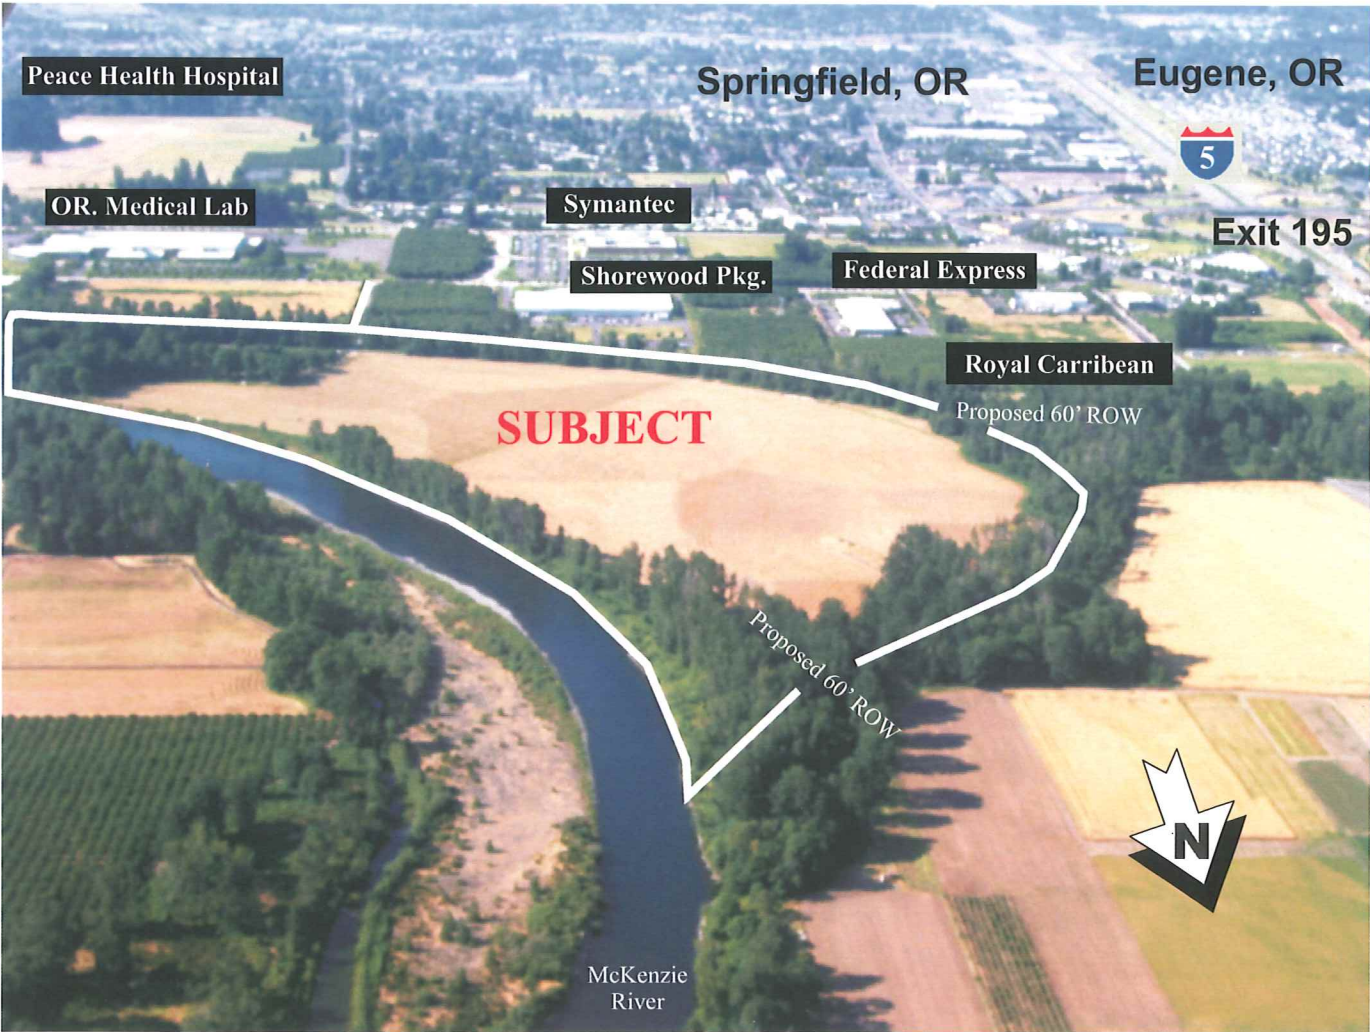 Peace Health Hospital
Springfield, OR
Eugene, OR
5
OR. Medical Lab
Symantec
Exit 195
Shorewood Pkg.
Federal Express
Royal Carribean
Proposed 60' ROW
SUBJECT
Proposed 60' ROW
N
McKenzie
River